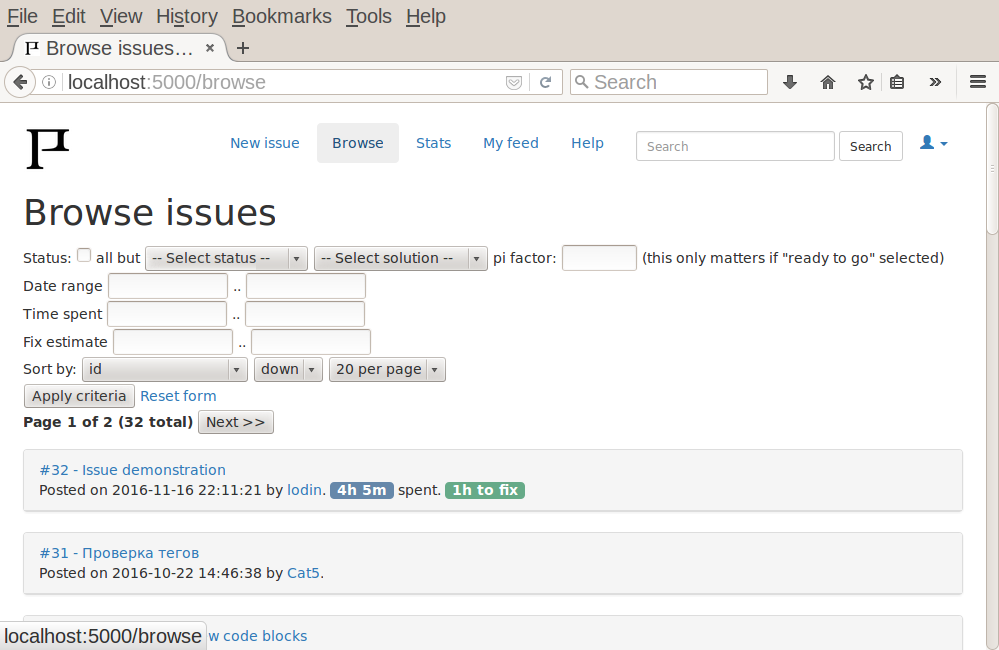 File Edit View History Bookmarks Tools Help
Browse issues... × +
localhost:5000/browse Search
New issue Browse Stats My feed Help Search Search
Browse issues
Status: all but -- Select status -- -- Select solution -- pi factor: (this only matters if "ready to go" selected)
Date range ..
Time spent ..
Fix estimate ..
Sort by: id down 20 per page
Apply criteria Reset form
Page 1 of 2 (32 total) Next >>
#32 - Issue demonstration
Posted on 2016-11-16 22:11:21 by lodin. 4h 5m spent. 1h to fix
#31 - Проверка тегов
Posted on 2016-10-22 14:46:38 by Cat5.
localhost:5000/browse code blocks